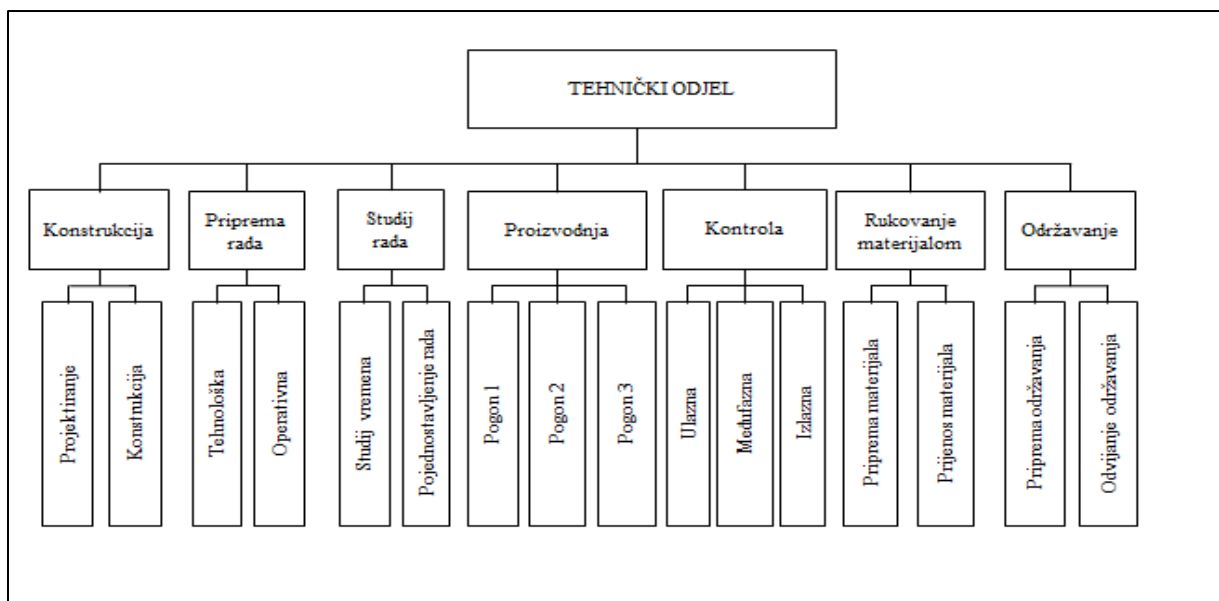 TEHNIČKI ODJEL
Konstrukcija
Priprema
rada
Studij
rada
Proizvodnja
Kontrola
Rukovanje
materijalom
Održavanje
Projektiranje
Konstrukcija
Tehnološka
Operativna
Studij vremena
Pojednostavljenje rada
Pogon 1
Pogon 2
Pogon 3
Ulazna
Međufazna
Izlazna
Priprema materijala
Prijenos materijala
Priprema održavanja
Odvijanje održavanja